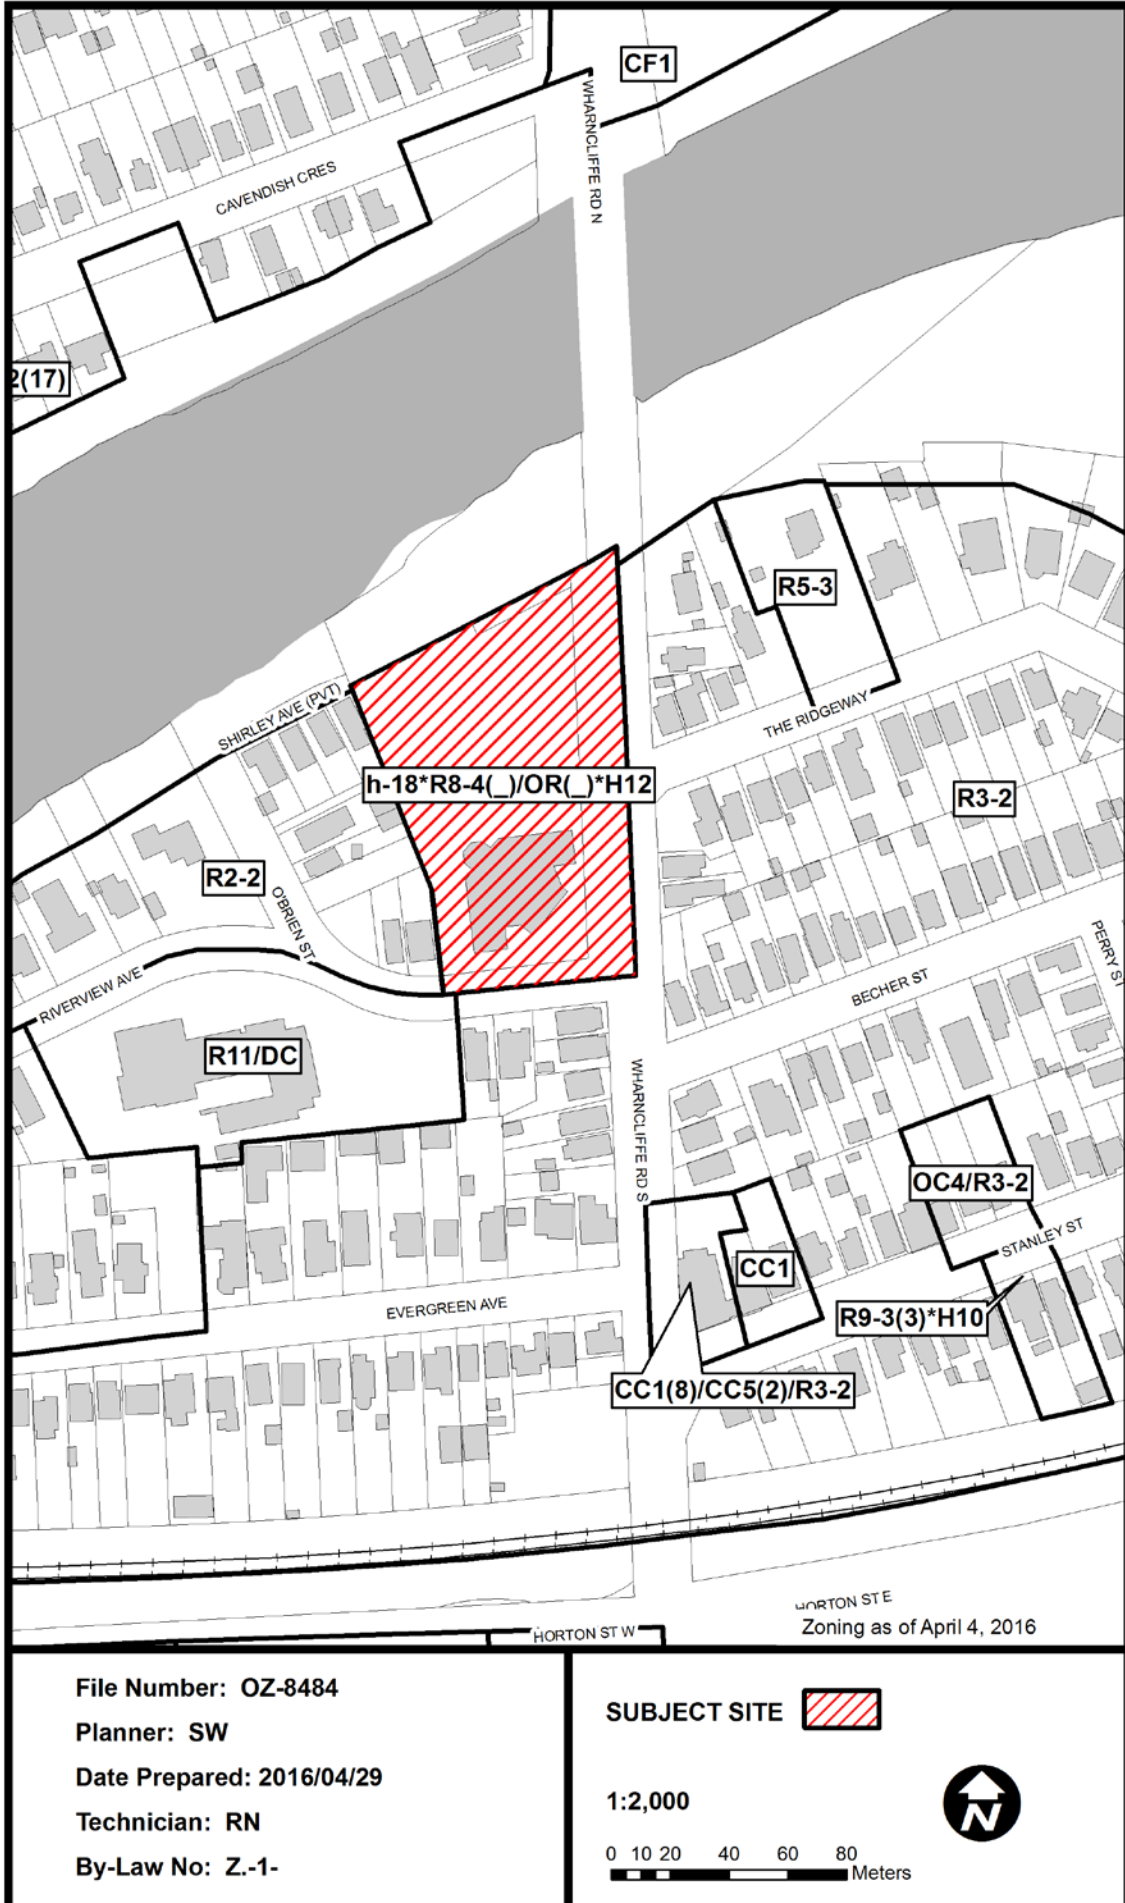 CF1
WHARNCLIFFE RD N
CAVENDISH CRES
2(17)
R5-3
SHIRLEY AVE (PVT)
THE RIDGEWAY
h-18*R8-4(_)/OR(_)*H12
R3-2
R2-2
O'BRIEN ST
PERRY ST
RIVERVIEW AVE
BECHER ST
R11/DC
WHARNCLIFFE RD S
OC4/R3-2
STANLEY ST
CC1
EVERGREEN AVE
R9-3(3)*H10
CC1(8)/CC5(2)/R3-2
HORTON ST E
Zoning as of April 4, 2016
HORTON ST W
File Number: OZ-8484
Planner: SW
Date Prepared: 2016/04/29
Technician: RN
By-Law No: Z.-1-
SUBJECT SITE
1:2,000
N
0 10 20 40 60 80
Meters